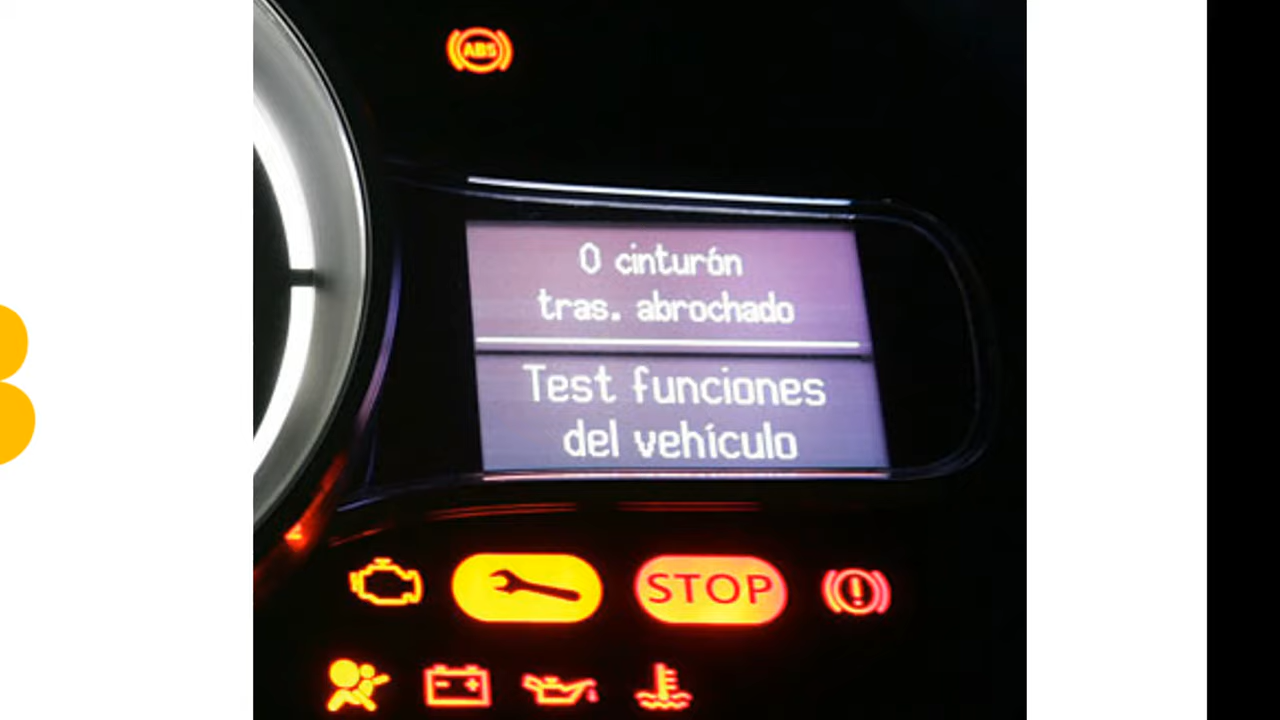 ABS
0 cinturón
tras. abrochado
Test funciones
del vehículo
STOP